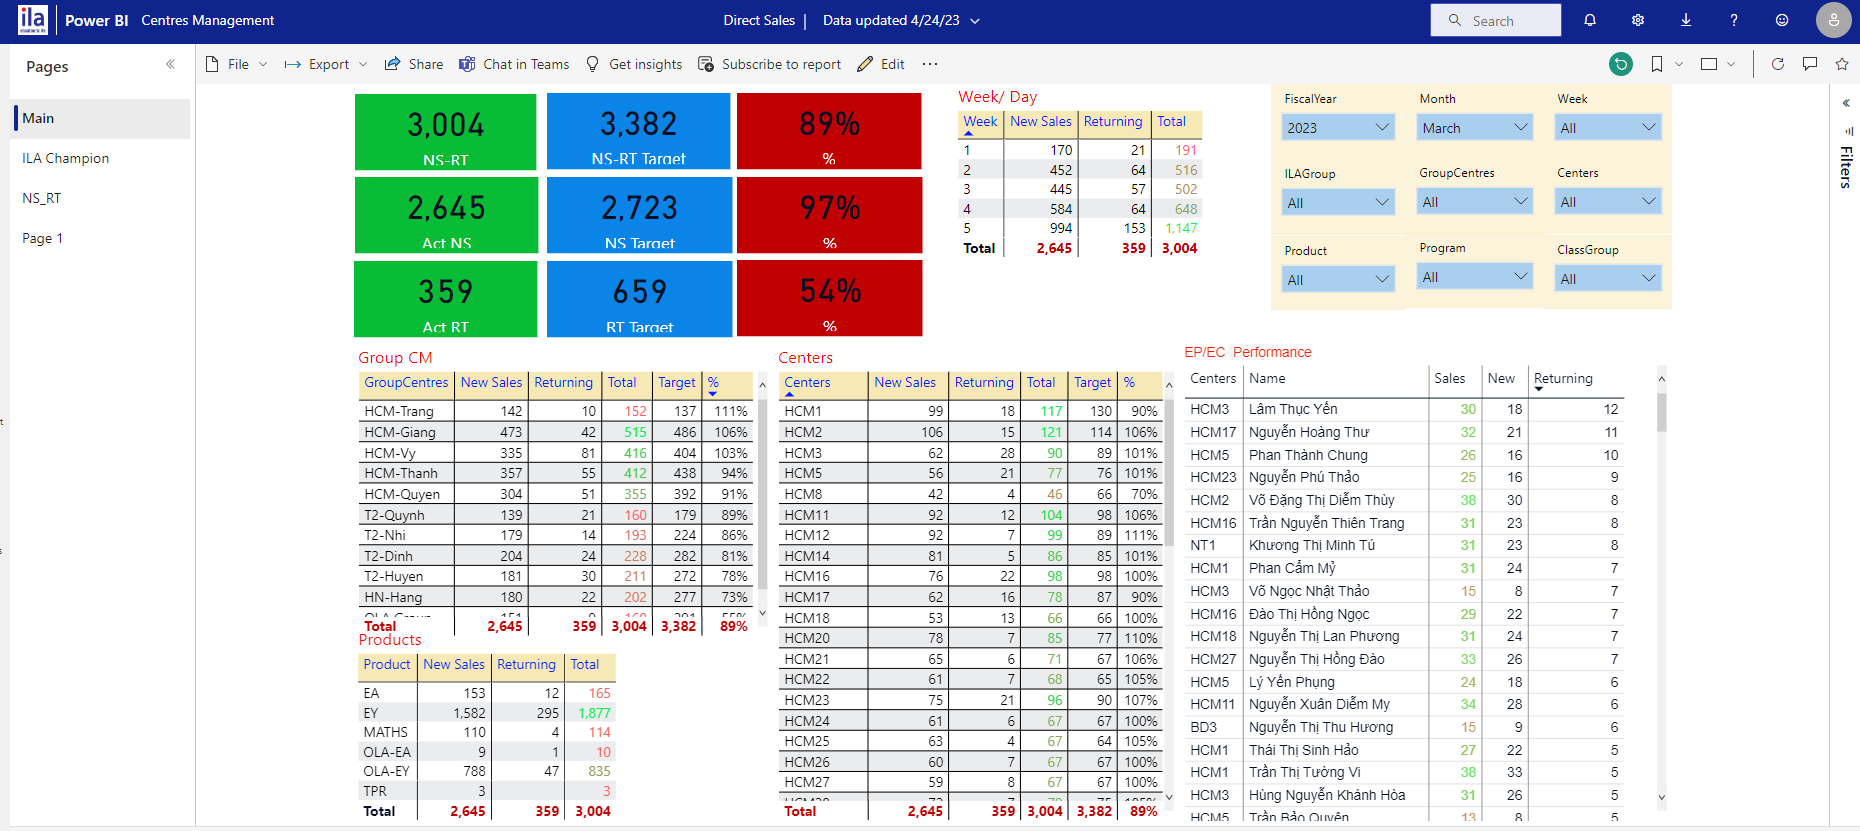 ila Power BI Centres Management Direct Sales | Data updated 4/24/23 Search
Pages File Export Share Chat in Teams Get insights Subscribe to report Edit ...
Main
ILA Champion
NS_RT
Page 1
Filters
3,004 3,382 89%
NS-RT NS-RT Target %
2,645 2,723 97%
Act NS NS Target %
359 659 54%
Act RT RT Target %
Week/ Day
Week New Sales Returning Total
1 170 21 191
2 452 64 516
3 445 57 502
4 584 64 648
5 994 153 1,147
Total 2,645 359 3,004
FiscalYear Month Week
2023 March All
ILAGroup GroupCentres Centers
All All All
Product Program ClassGroup
All All All
Group CM
GroupCentres New Sales Returning Total Target %
HCM-Trang 142 10 152 137 111%
HCM-Giang 473 42 515 486 106%
HCM-Vy 335 81 416 404 103%
HCM-Thanh 357 55 412 438 94%
HCM-Quyen 304 51 355 392 91%
T2-Quynh 139 21 160 179 89%
T2-Nhi 179 14 193 224 86%
T2-Dinh 204 24 228 282 81%
T2-Huyen 181 30 211 272 78%
HN-Hang 180 22 202 277 73%
Total 2,645 359 3,004 3,382 89%
Products
Product New Sales Returning Total
EA 153 12 165
EY 1,582 295 1,877
MATHS 110 4 114
OLA-EA 9 1 10
OLA-EY 788 47 835
TPR 3 3
Total 2,645 359 3,004
Centers
Centers New Sales Returning Total Target %
HCM1 99 18 117 130 90%
HCM2 106 15 121 114 106%
HCM3 62 28 90 89 101%
HCM5 56 21 77 76 101%
HCM8 42 4 46 66 70%
HCM11 92 12 104 98 106%
HCM12 92 7 99 89 111%
HCM14 81 5 86 85 101%
HCM16 76 22 98 98 100%
HCM17 62 16 78 87 90%
HCM18 53 13 66 66 100%
HCM20 78 7 85 77 110%
HCM21 65 6 71 67 106%
HCM22 61 7 68 65 105%
HCM23 75 21 96 90 107%
HCM24 61 6 67 67 100%
HCM25 63 4 67 64 105%
HCM26 60 7 67 67 100%
HCM27 59 8 67 67 100%
Total 2,645 359 3,004 3,382 89%
EP/EC Performance
Centers Name Sales New Returning
HCM3 Lâm Thục Yến 30 18 12
HCM17 Nguyễn Hoàng Thư 32 21 11
HCM5 Phan Thành Chung 26 16 10
HCM23 Nguyễn Phú Thảo 25 16 9
HCM2 Võ Đặng Thị Diễm Thùy 38 30 8
HCM16 Trần Nguyễn Thiên Trang 31 23 8
NT1 Khương Thị Minh Tú 31 23 8
HCM1 Phan Cẩm Mỷ 31 24 7
HCM3 Võ Ngọc Nhật Thảo 15 8 7
HCM16 Đào Thị Hồng Ngọc 29 22 7
HCM18 Nguyễn Thị Lan Phương 31 24 7
HCM27 Nguyễn Thị Hồng Đào 33 26 7
HCM5 Lý Yến Phụng 24 18 6
HCM11 Nguyễn Xuân Diễm My 34 28 6
BD3 Nguyễn Thị Thu Hương 15 9 6
HCM1 Thái Thị Sinh Hảo 27 22 5
HCM1 Trần Thị Tường Vi 38 33 5
HCM3 Hùng Nguyễn Khánh Hòa 31 26 5
HCM5 Trần Bảo Quyên 13 8 5